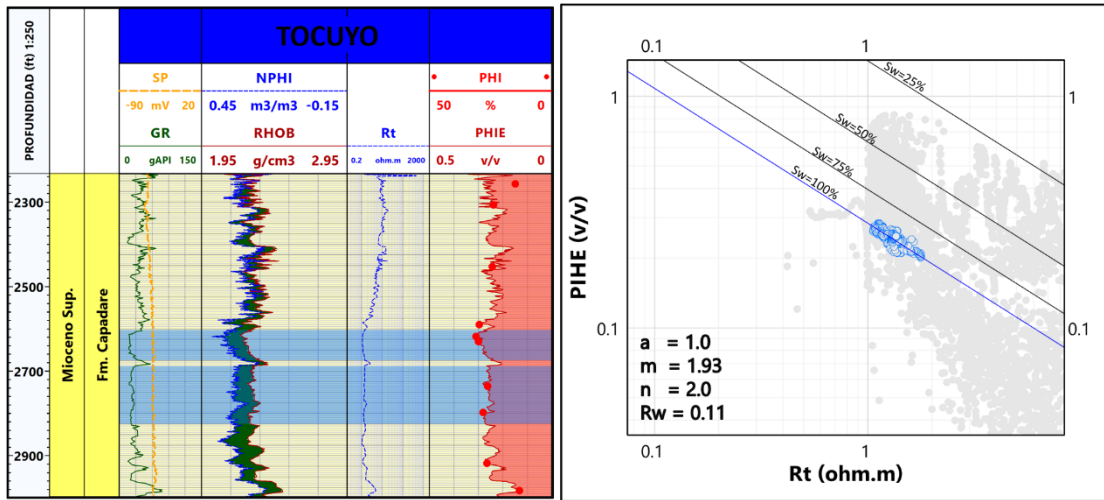 TOCUYO
PROFUNDIDAD (ft) 1:250
SP
-90 mV 20
GR
0 gAPI 150
NPHI
0.45 m3/m3 -0.15
RHOB
1.95 g/cm3 2.95
Rt
0.2 ohm.m 2000
PHI
50 % 0
PHIE
0.5 v/v 0
Mioceno Sup.
Fm. Capadare
2300
2500
2700
2900
0.1 1
1
0.1
1
0.1
Sw=25%
Sw=50%
Sw=75%
Sw=100%
PIHE (v/v)
a = 1.0
m = 1.93
n = 2.0
Rw = 0.11
0.1 1
Rt (ohm.m)